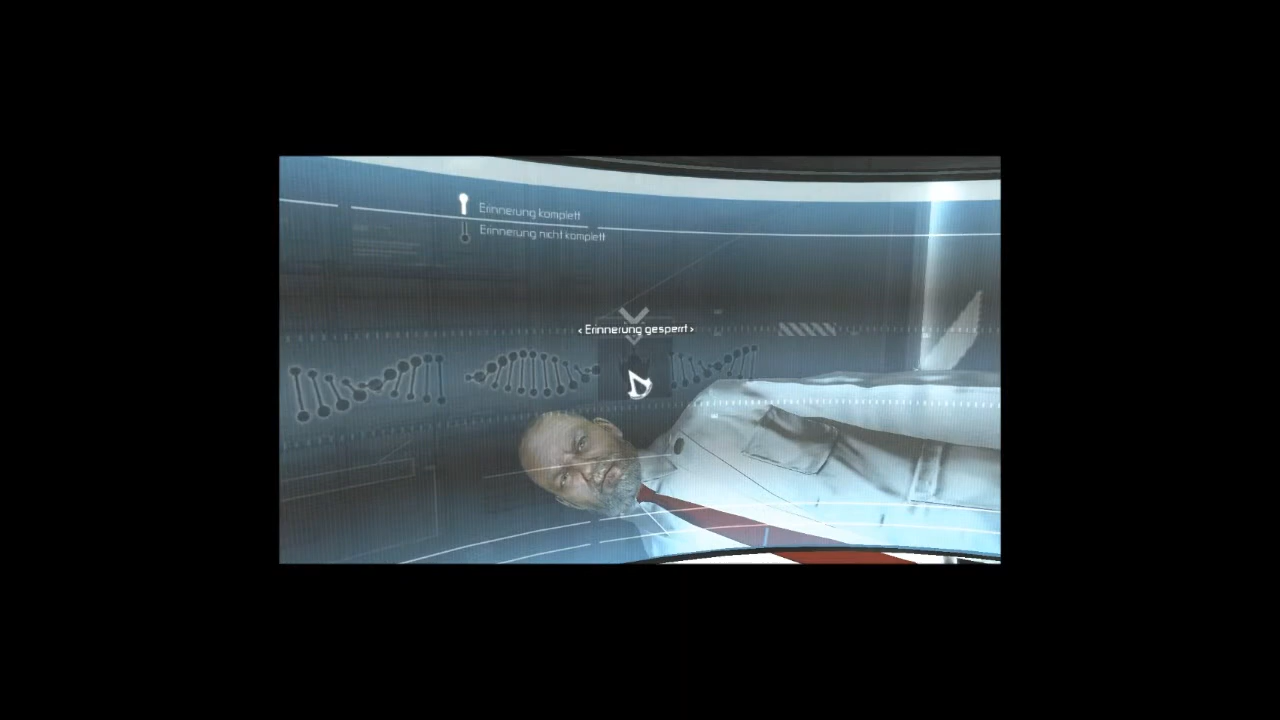 Erinnerung komplett
Erinnerung nicht komplett
‹ Erinnerung gesperrt ›